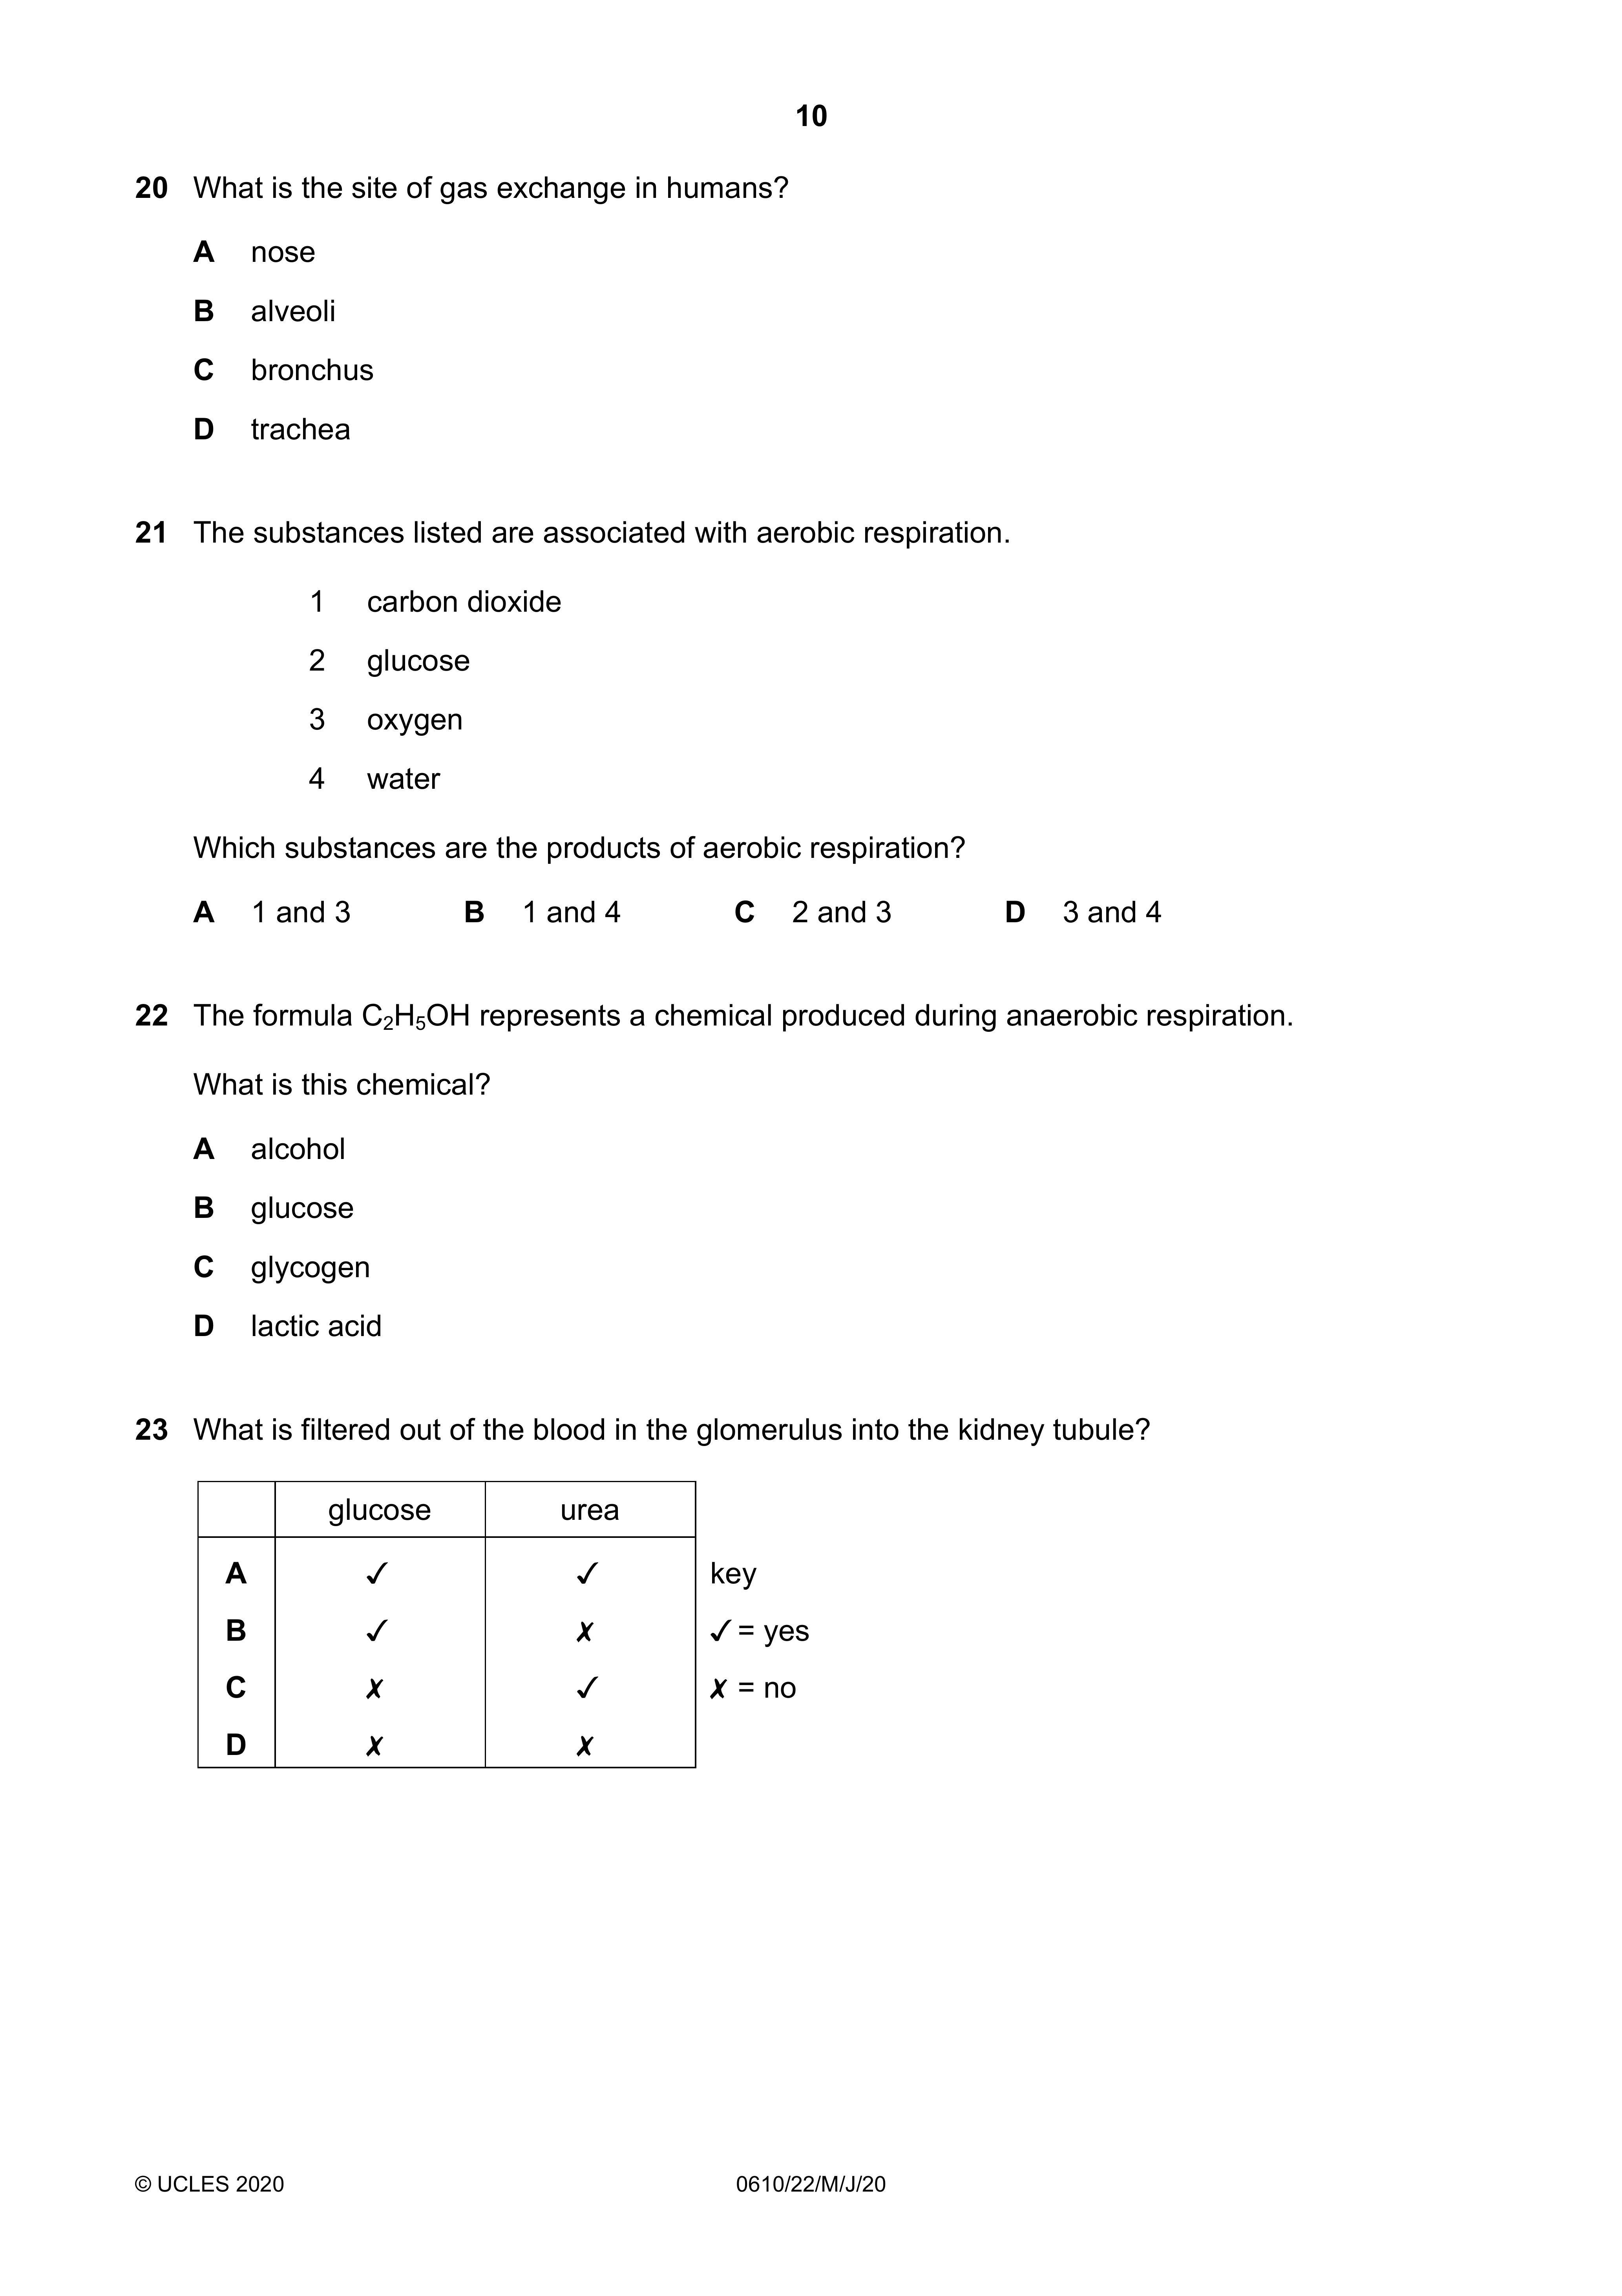 10
20 What is the site of gas exchange in humans?
A nose
B alveoli
C bronchus
D trachea
21 The substances listed are associated with aerobic respiration.
1 carbon dioxide
2 glucose
3 oxygen
4 water
Which substances are the products of aerobic respiration?
A 1 and 3 B 1 and 4 C 2 and 3 D 3 and 4
22 The formula C₂H₅OH represents a chemical produced during anaerobic respiration.
What is this chemical?
A alcohol
B glucose
C glycogen
D lactic acid
23 What is filtered out of the blood in the glomerulus into the kidney tubule?
glucose urea
A ✓ ✓ key
B ✓ ✗ ✓ = yes
C ✗ ✓ ✗ = no
D ✗ ✗
© UCLES 2020 0610/22/M/J/20